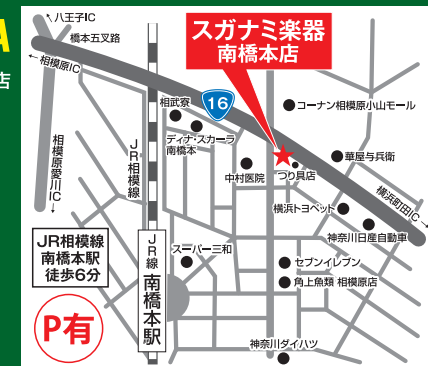 A
店
↖八王子IC
橋本五叉路
←相模原IC
スガナミ楽器
南橋本店
16
相武寮
コーナン相模原小山モール
ディナ・スカーラ
南橋本
華屋与兵衛
つり具店
中村医院
相模原愛川IC↓
JR相模線
横浜町田IC→
横浜トヨペット
神奈川日産自動車
JR相模線
南橋本駅
徒歩6分
JR線
南橋本駅
スーパー三和
セブンイレブン
角上魚類 相模原店
P有
神奈川ダイハツ